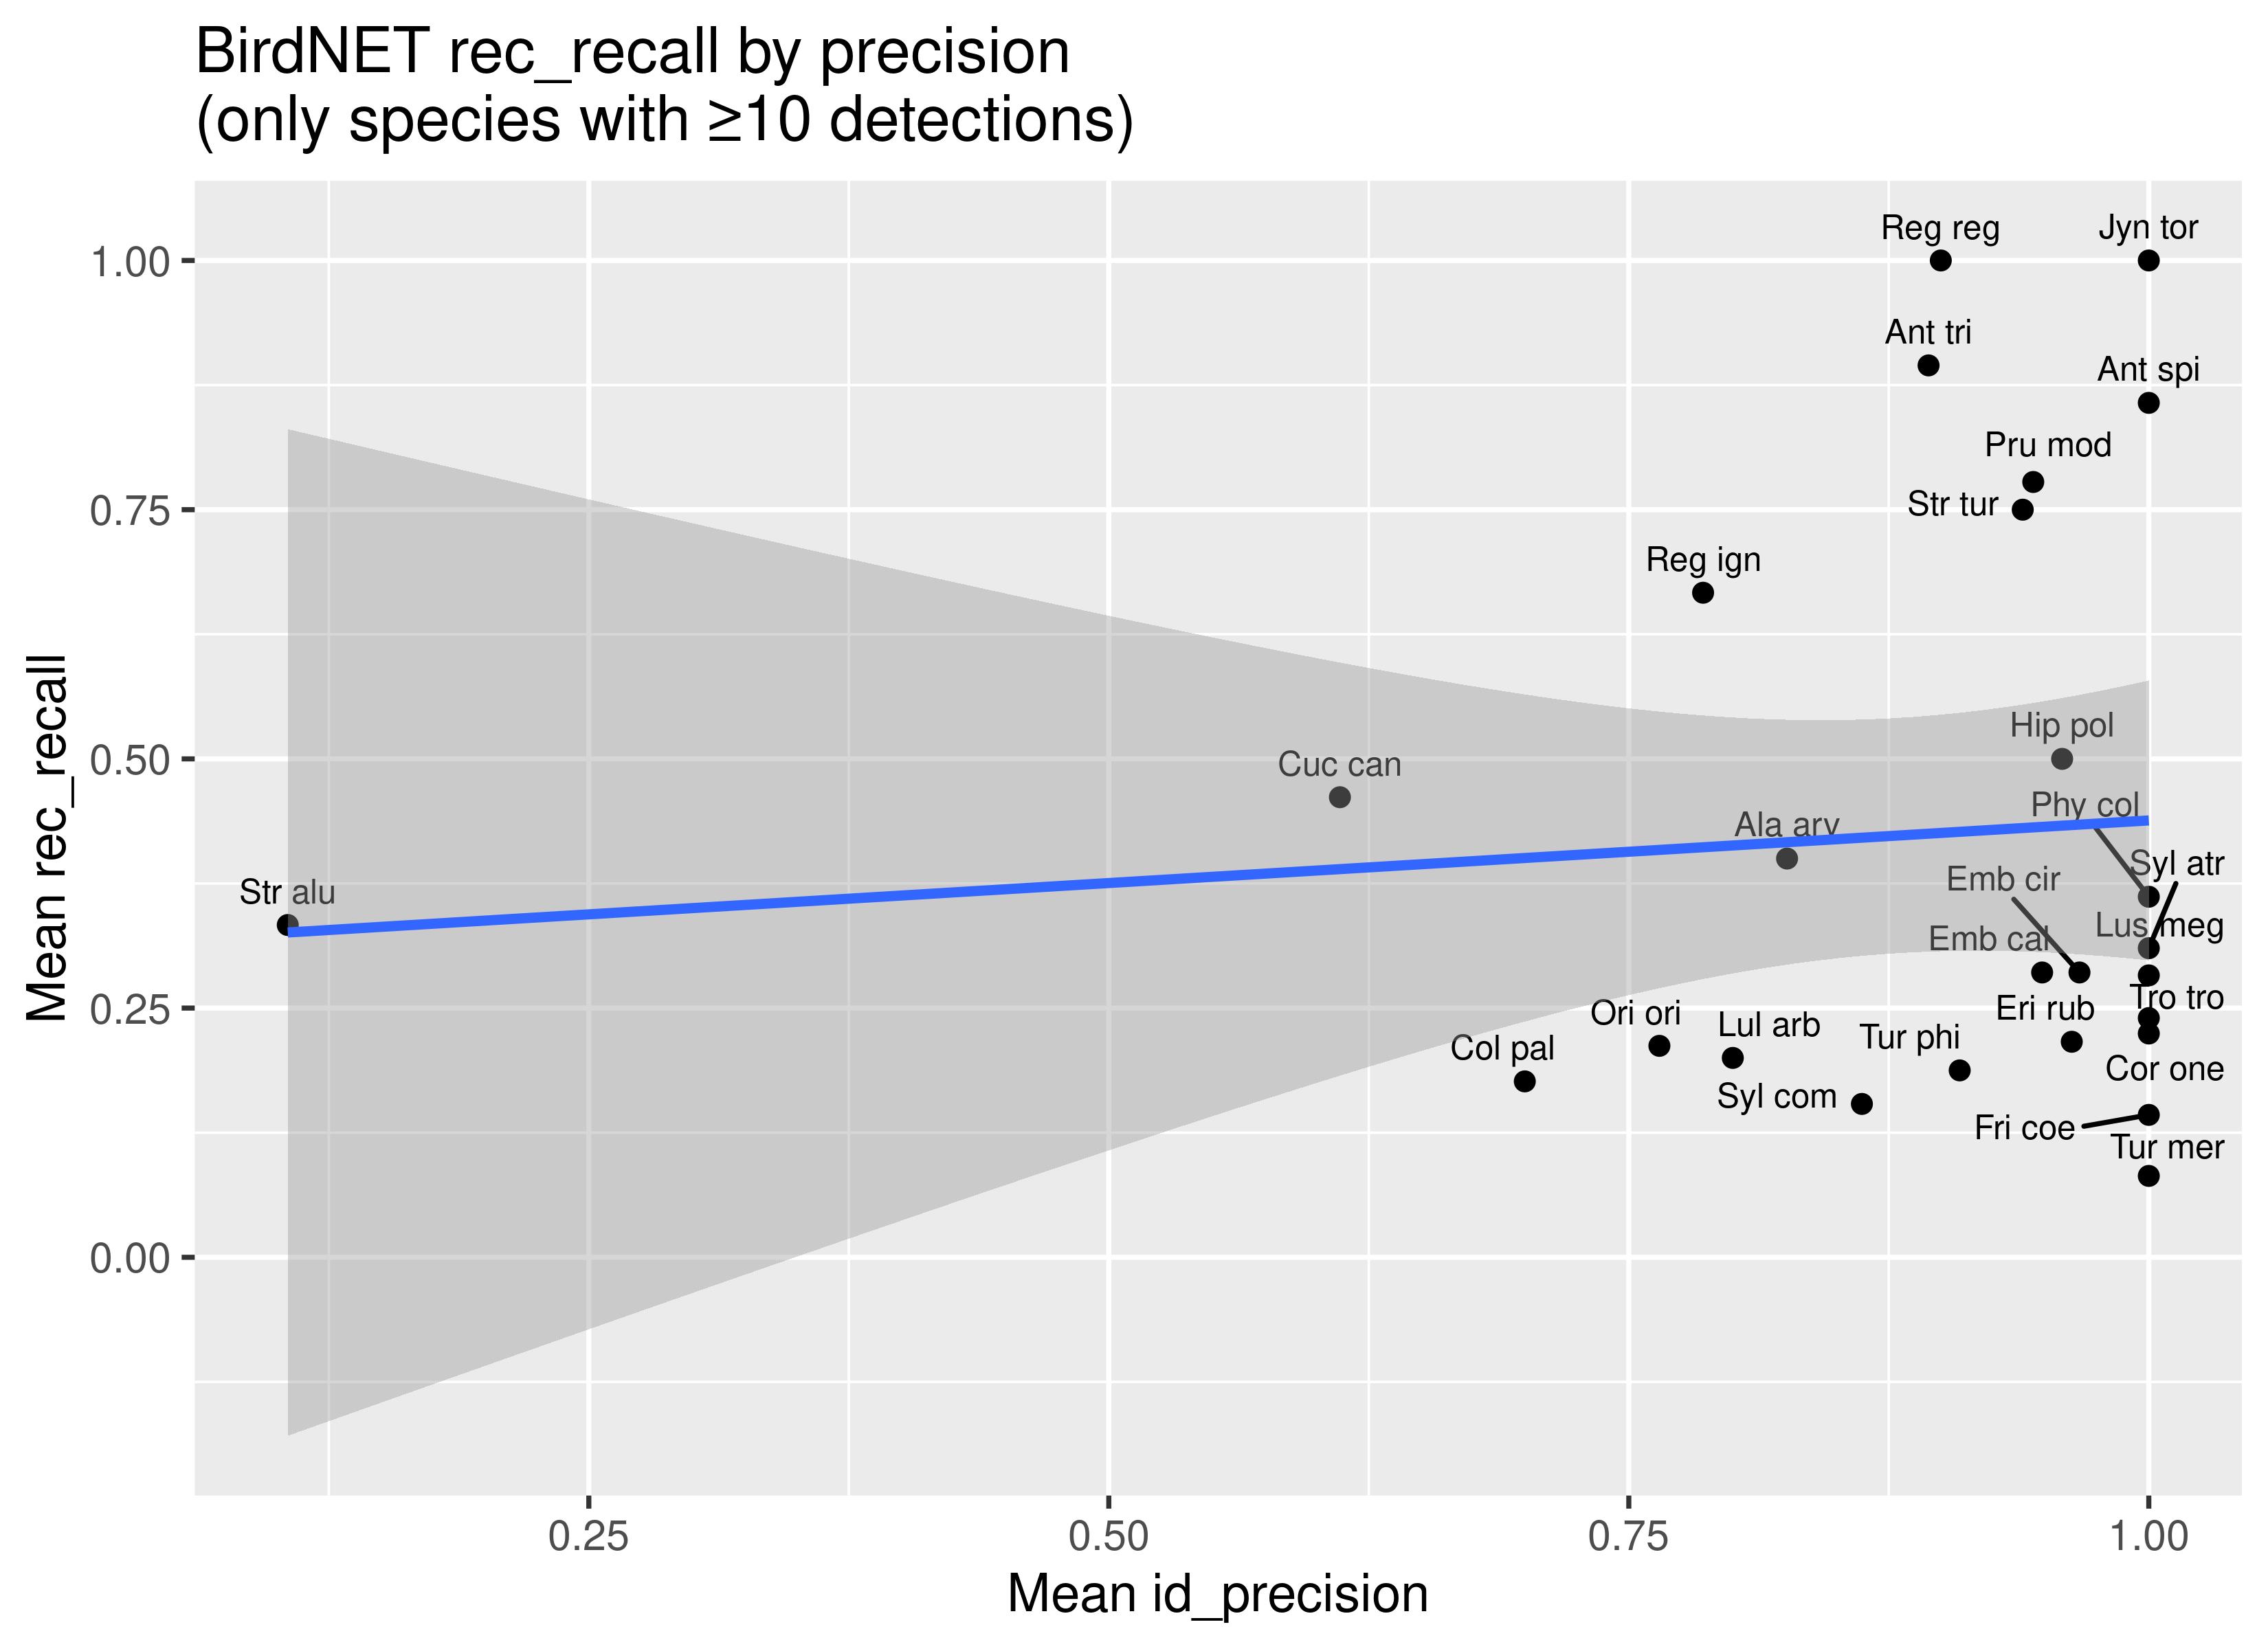 BirdNET rec_recall by precision
(only species with ≥10 detections)
Reg reg
Jyn tor
1.00
Ant tri
Ant spi
Pru mod
0.75
Str tur
Reg ign
Hip pol
0.50
Cuc can
Phy col
Ala arv
Syl atr
Emb cir
Str alu
Lus meg
Emb cal
Tro tro
0.25
Eri rub
Ori ori
Lul arb
Tur phi
Col pal
Cor one
Syl com
Fri coe
Tur mer
0.00
Mean rec_recall
0.25
0.50
0.75
1.00
Mean id_precision